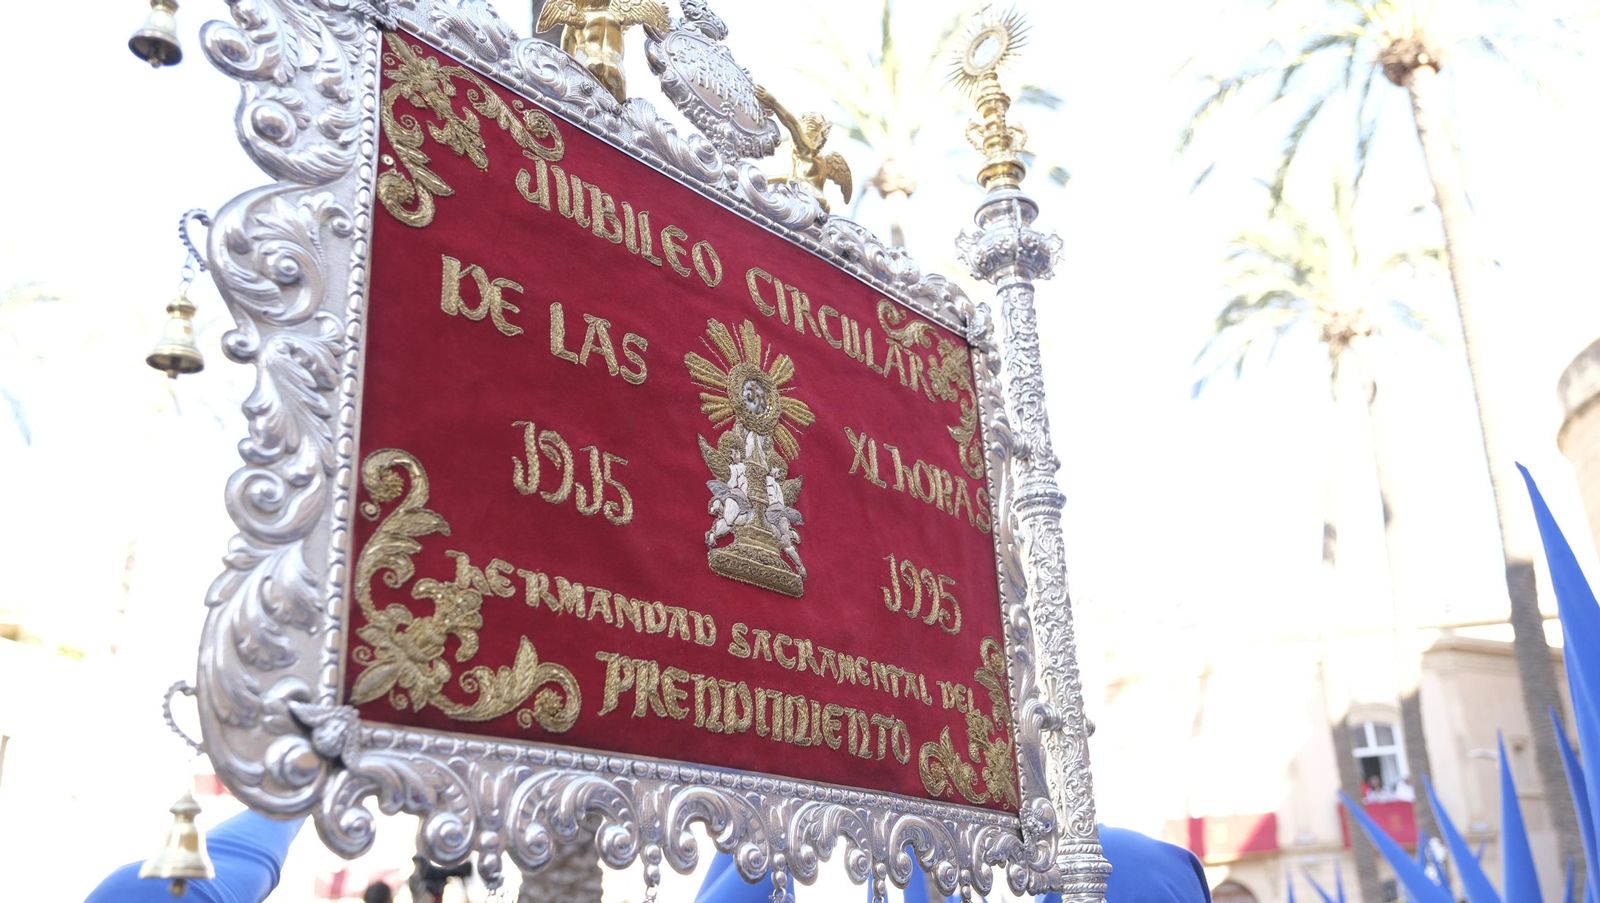 JUBILEO CIRCULAR
DE LAS XL HORAS
1915 1995
HERMANDAD SACRAMENTAL DEL
PRENDIMIENTO